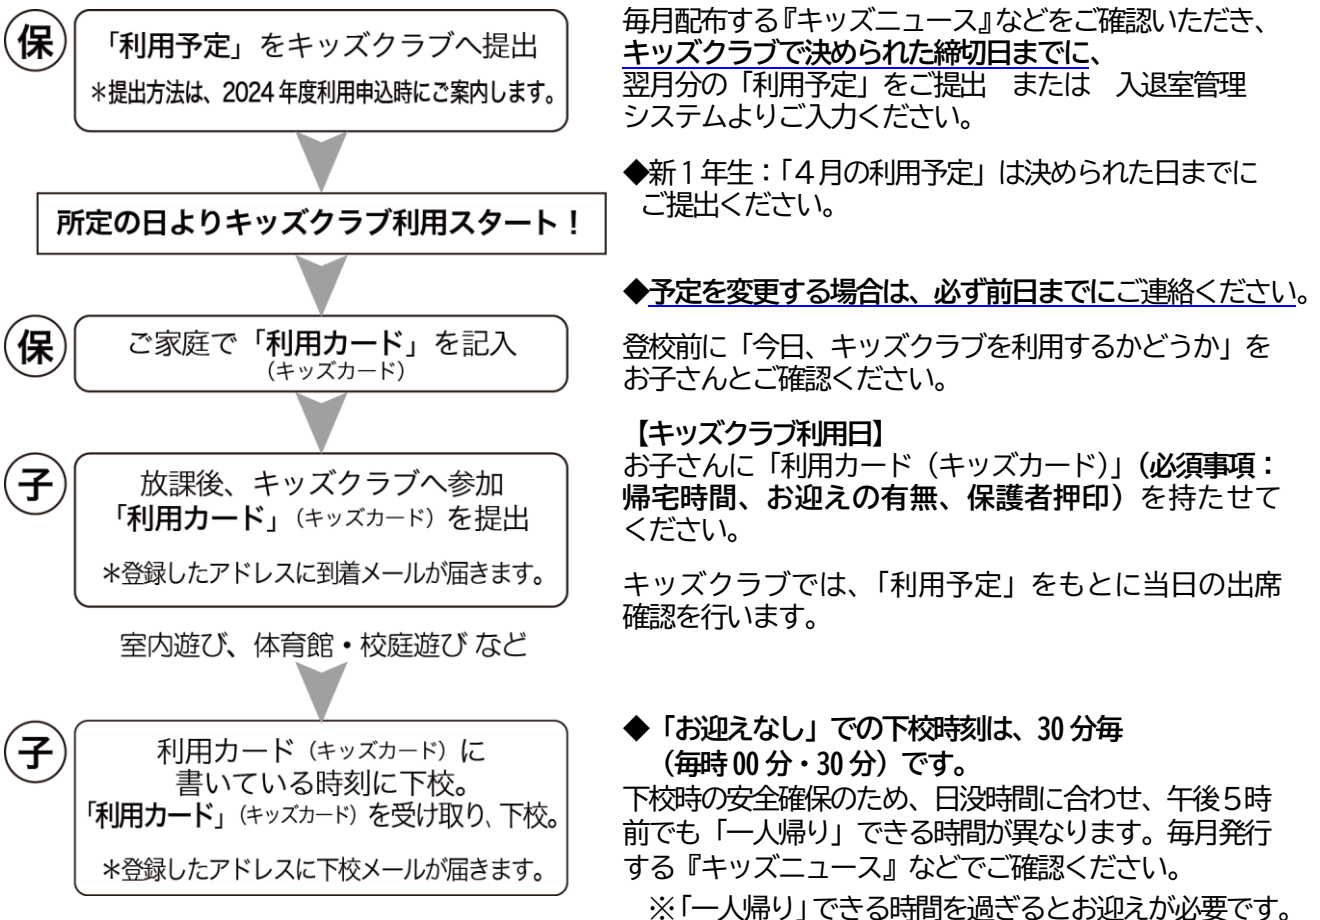 保
「利用予定」をキッズクラブへ提出
＊提出方法は、2024年度利用申込時にご案内します。
毎月配布する『キッズニュース』などをご確認いただき、
キッズクラブで決められた締切日までに、
翌月分の「利用予定」をご提出　または　入退室管理
システムよりご入力ください。
◆新１年生：「４月の利用予定」は決められた日までに
ご提出ください。
所定の日よりキッズクラブ利用スタート！
◆予定を変更する場合は、必ず前日までにご連絡ください。
保
ご家庭で「利用カード」を記入
（キッズカード）
登校前に「今日、キッズクラブを利用するかどうか」を
お子さんとご確認ください。
【キッズクラブ利用日】
お子さんに「利用カード（キッズカード）」（必須事項：
帰宅時間、お迎えの有無、保護者押印）を持たせて
ください。
子
放課後、キッズクラブへ参加
「利用カード」（キッズカード）を提出
＊登録したアドレスに到着メールが届きます。
キッズクラブでは、「利用予定」をもとに当日の出席
確認を行います。
室内遊び、体育館・校庭遊び など
子
利用カード（キッズカード）に
書いている時刻に下校。
「利用カード」（キッズカード）を受け取り、下校。
＊登録したアドレスに下校メールが届きます。
◆「お迎えなし」での下校時刻は、30分毎
（毎時00分・30分）です。
下校時の安全確保のため、日没時間に合わせ、午後５時
前でも「一人帰り」できる時間が異なります。毎月発行
する『キッズニュース』などでご確認ください。
※「一人帰り」できる時間を過ぎるとお迎えが必要です。